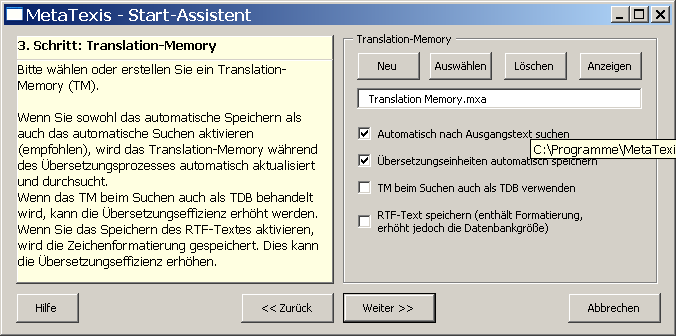 MetaTexis - Start-Assistent
3. Schritt: Translation-Memory
Bitte wählen oder erstellen Sie ein Translation-
Memory (TM).
Wenn Sie sowohl das automatische Speichern als
auch das automatische Suchen aktivieren
(empfohlen), wird das Translation-Memory während
des Übersetzungsprozesses automatisch aktualisiert
und durchsucht.
Wenn das TM beim Suchen auch als TDB behandelt
wird, kann die Übersetzungseffizienz erhöht werden.
Wenn Sie das Speichern des RTF-Textes aktivieren,
wird die Zeichenformatierung gespeichert. Dies kann
die Übersetzungseffizienz erhöhen.
Translation-Memory
Neu Auswählen Löschen Anzeigen
Translation Memory.mxa
Automatisch nach Ausgangstext suchen
C:\Programme\MetaTexi
Übersetzungseinheiten automatisch speichern
TM beim Suchen auch als TDB verwenden
RTF-Text speichern (enthält Formatierung,
erhöht jedoch die Datenbankgröße)
Hilfe << Zurück Weiter >> Abbrechen